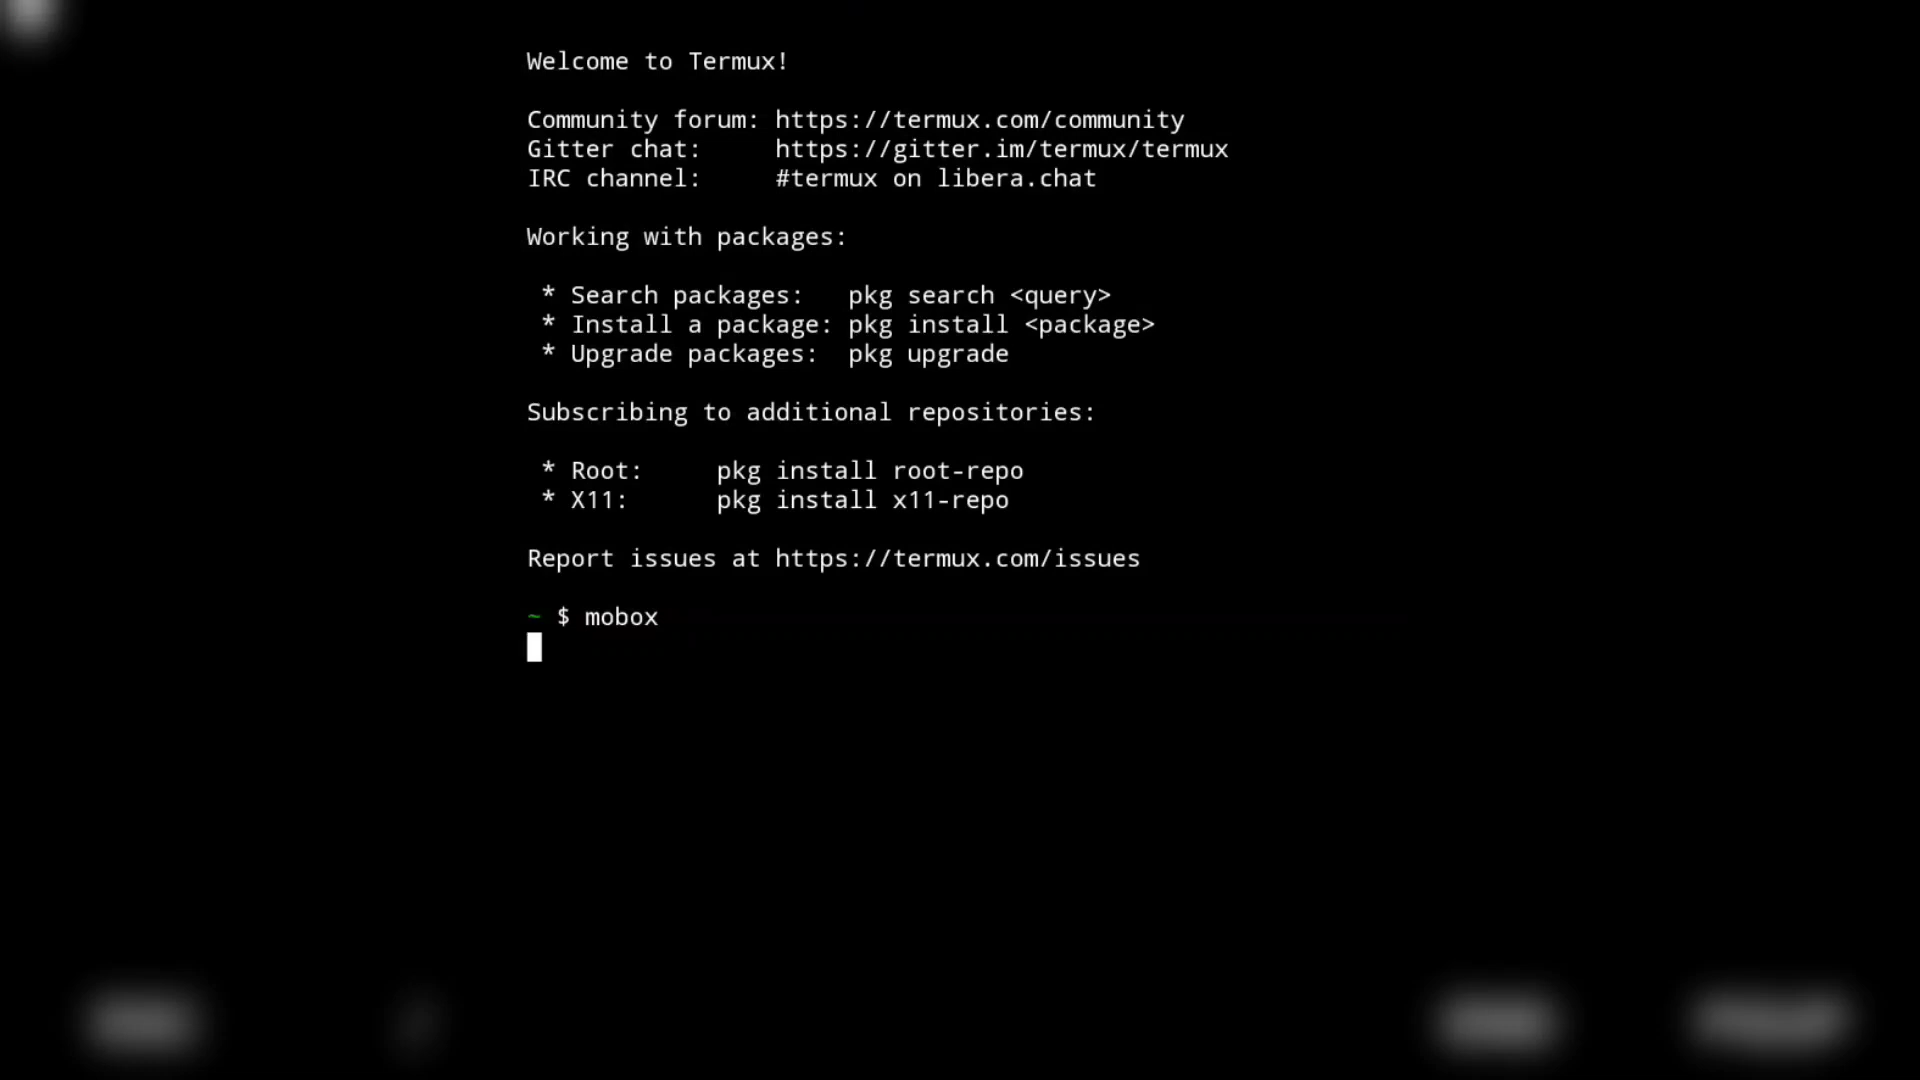 Welcome to Termux!
Community forum: https://termux.com/community
Gitter chat: https://gitter.im/termux/termux
IRC channel: #termux on libera.chat
Working with packages:
* Search packages: pkg search <query>
* Install a package: pkg install <package>
* Upgrade packages: pkg upgrade
Subscribing to additional repositories:
* Root: pkg install root-repo
* X11: pkg install x11-repo
Report issues at https://termux.com/issues
~ $ mobox